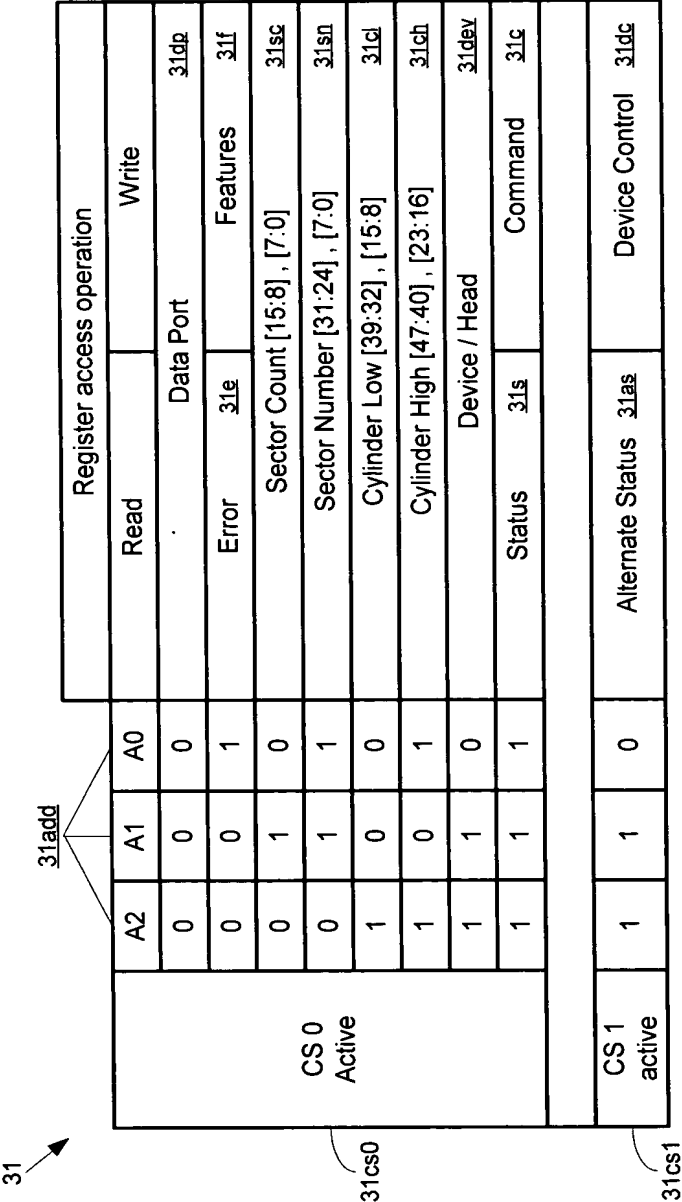 31
31add
Register access operation
A2 A1 A0 Read Write
CS 0
Active
31cs0
0 0 0 Data Port 31dp
0 0 1 Error 31e Features 31f
0 1 0 Sector Count [15:8] , [7:0] 31sc
0 1 1 Sector Number [31:24] , [7:0] 31sn
1 0 0 Cylinder Low [39:32] , [15:8] 31cl
1 0 1 Cylinder High [47:40] , [23:16] 31ch
1 1 0 Device / Head 31dev
1 1 1 Status 31s Command 31c
CS 1
active
31cs1
1 1 0 Alternate Status 31as Device Control 31dc